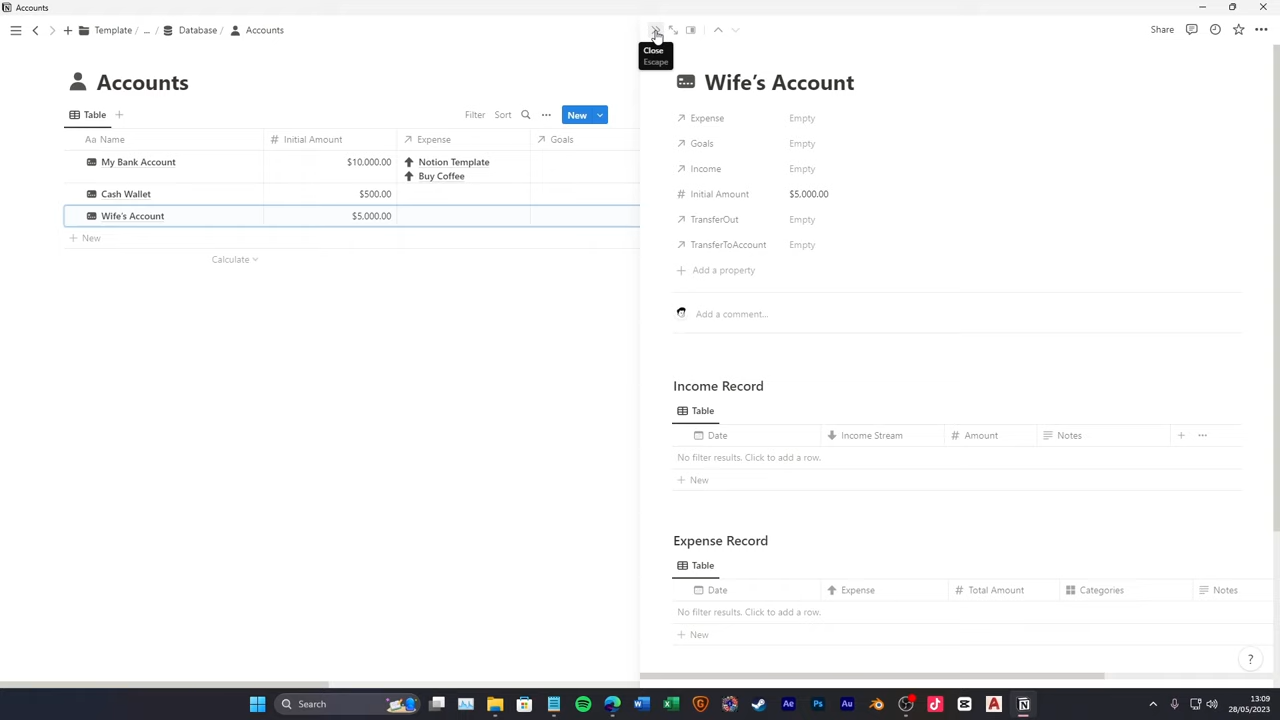 Accounts
Template / ... / Database / Accounts
Share
Close
Escape
Accounts
Table
Filter Sort New
Aa Name # Initial Amount Expense Goals
My Bank Account $10.000.00 Notion Template
Buy Coffee
Cash Wallet $500.00
Wife's Account $5.000.00
+ New
Calculate
Wife's Account
Expense Empty
Goals Empty
Income Empty
# Initial Amount $5.000.00
TransferOut Empty
TransferToAccount Empty
+ Add a property
Add a comment...
Income Record
Table
Date Income Stream # Amount Notes + ...
No filter results. Click to add a row.
+ New
Expense Record
Table
Date Expense # Total Amount Categories Notes
No filter results. Click to add a row.
+ New
?
Search
13:09
28/05/2023